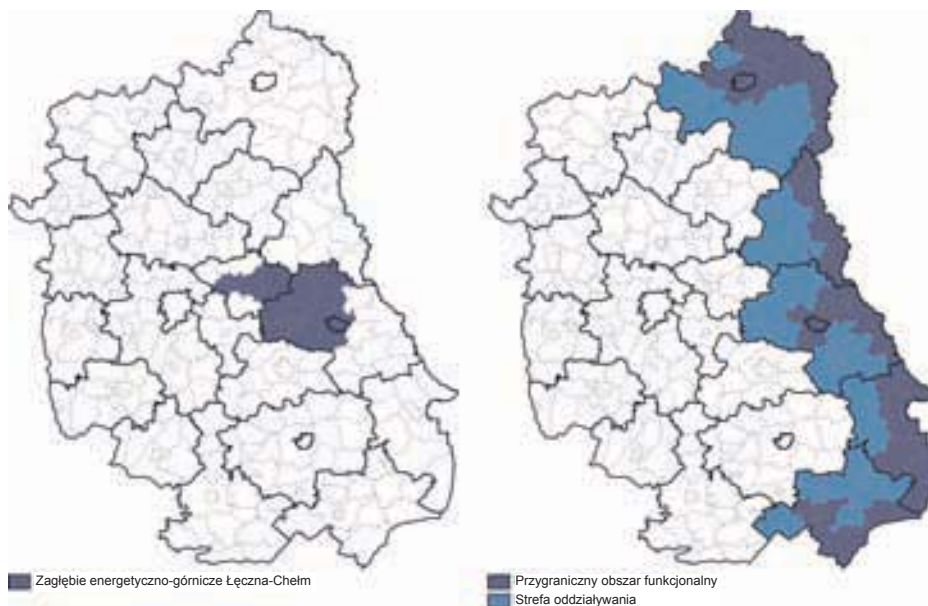 Zagłębie energetyczno-górnicze Łęczna-Chełm
Przygraniczny obszar funkcjonalny
Strefa oddziaływania